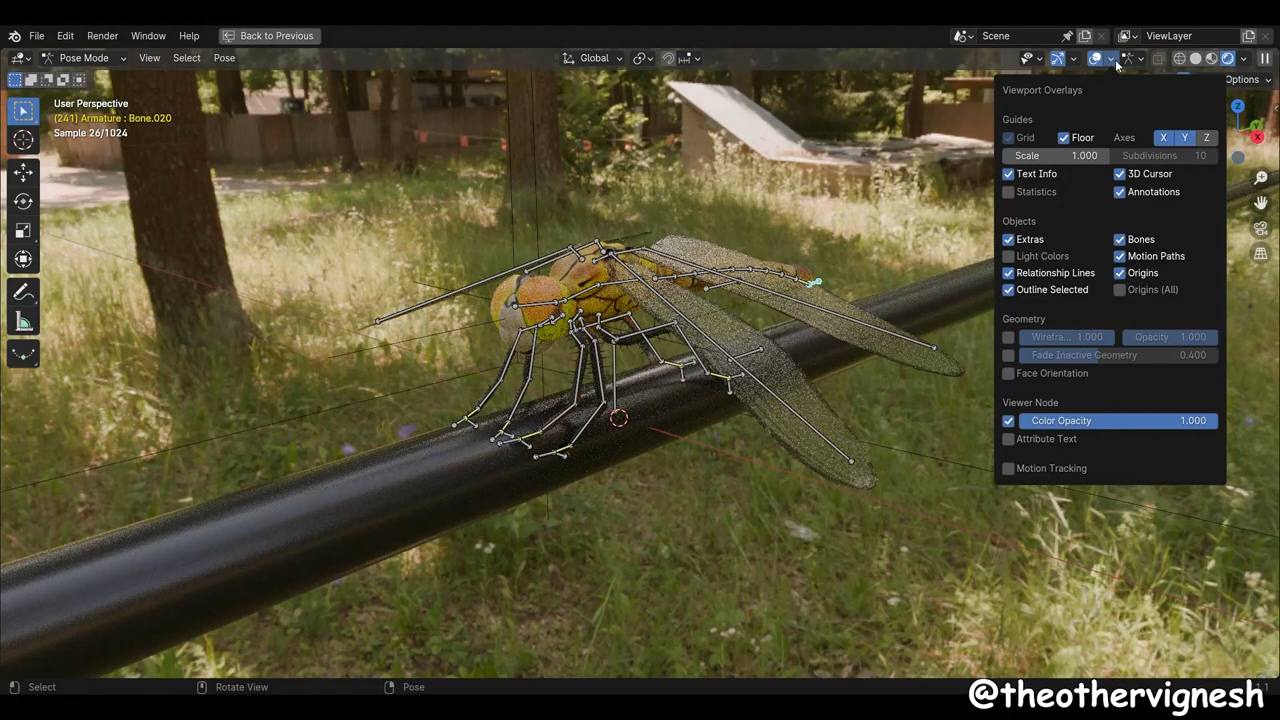 File Edit Render Window Help Back to Previous Scene ViewLayer
Pose Mode View Select Pose Global
Options
User Perspective
(241) Armature : Bone.020
Sample 26/1024
Z
Y
X
Viewport Overlays
Guides
Grid Floor Axes X Y Z
Scale 1.000 Subdivisions 10
Text Info 3D Cursor
Statistics Annotations
Objects
Extras Bones
Light Colors Motion Paths
Relationship Lines Origins
Outline Selected Origins (All)
Geometry
Wirefra... 1.000 Opacity 1.000
Fade Inactive Geometry 0.400
Face Orientation
Viewer Node
Color Opacity 1.000
Attribute Text
Motion Tracking
Select Rotate View Pose
@theothervignesh